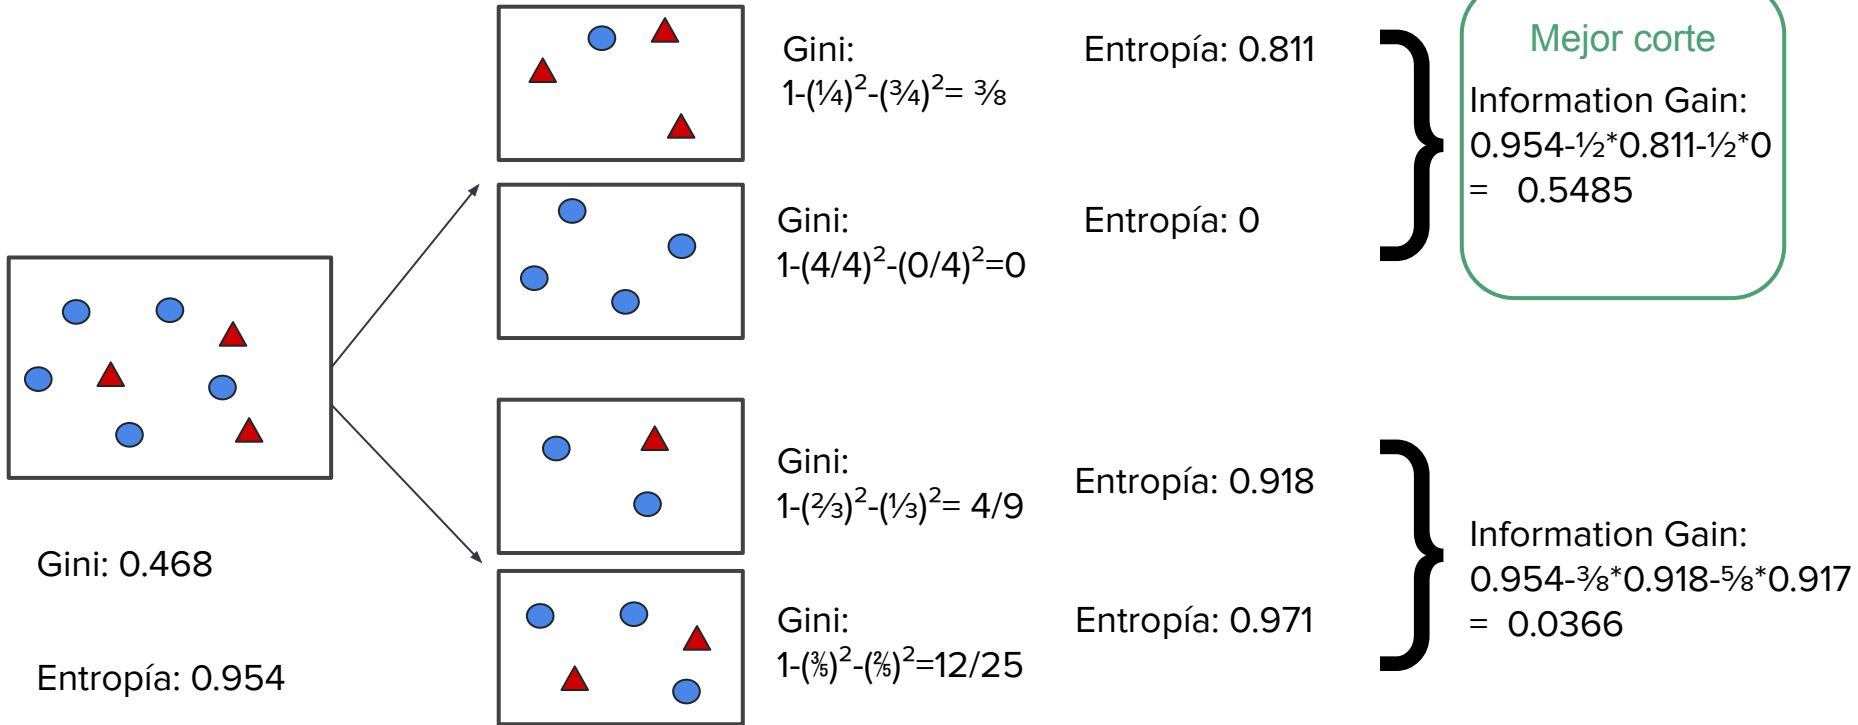 Gini: 0.468
Entropía: 0.954
Gini:
1-(¼)²-(¾)²= ⅜
Entropía: 0.811
Gini:
1-(4/4)²-(0/4)²=0
Entropía: 0
Mejor corte
Information Gain:
0.954-½*0.811-½*0
= 0.5485
Gini:
1-(⅔)²-(⅓)²= 4/9
Entropía: 0.918
Gini:
1-(⅗)²-(⅖)²=12/25
Entropía: 0.971
Information Gain:
0.954-⅜*0.918-⅝*0.917
= 0.0366